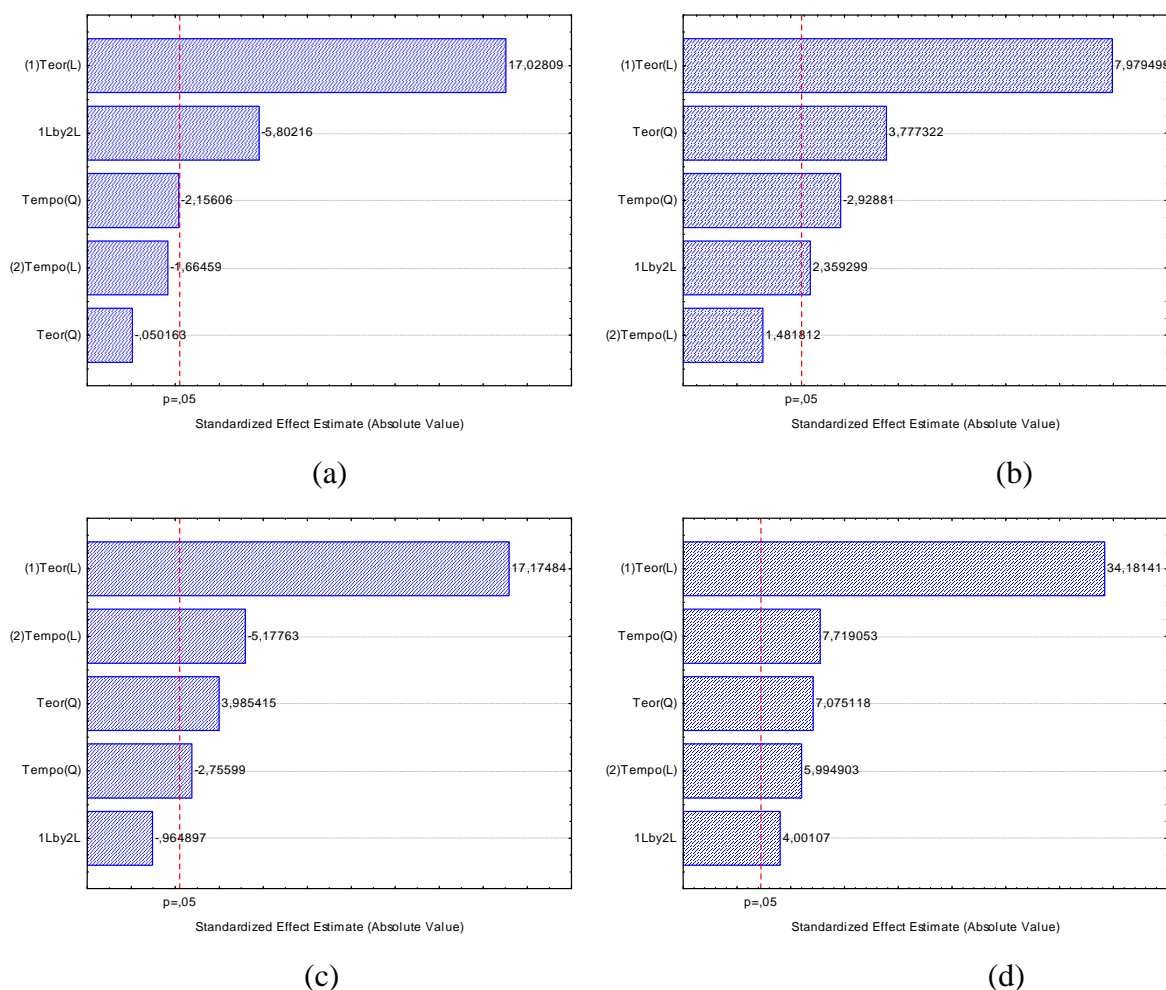 (1)Teor(L)
17,02809
1Lby2L
-5,80216
Tempo(Q)
-2,15606
(2)Tempo(L)
-1,66459
Teor(Q)
-,050163
p=,05
Standardized Effect Estimate (Absolute Value)
(a)
(1)Teor(L)
7,979495
Teor(Q)
3,777322
Tempo(Q)
-2,92881
1Lby2L
2,359299
(2)Tempo(L)
1,481812
p=,05
Standardized Effect Estimate (Absolute Value)
(b)
(1)Teor(L)
17,17484
(2)Tempo(L)
-5,17763
Teor(Q)
3,985415
Tempo(Q)
-2,75599
1Lby2L
-,964897
p=,05
Standardized Effect Estimate (Absolute Value)
(c)
(1)Teor(L)
34,18141
Tempo(Q)
7,719053
Teor(Q)
7,075118
(2)Tempo(L)
5,994903
1Lby2L
4,00107
p=,05
Standardized Effect Estimate (Absolute Value)
(d)